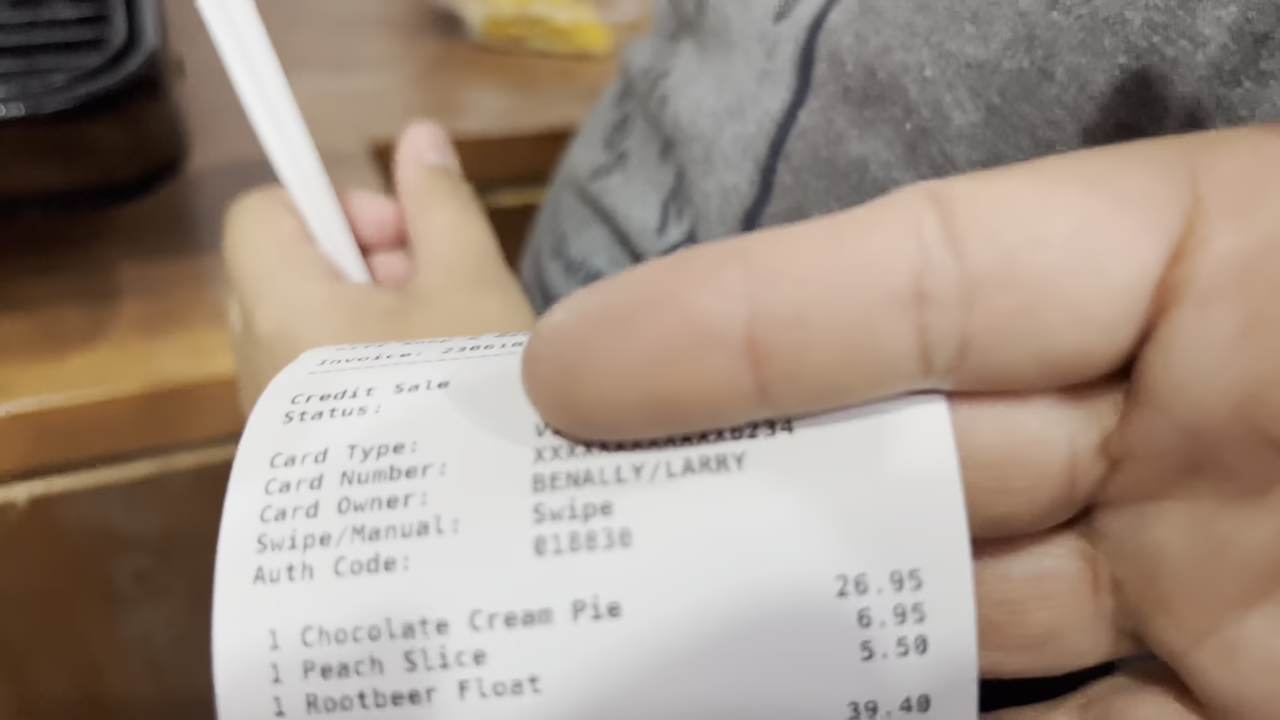 Invoice: 230618
Credit Sale
Status:
Card Type:
Card Number: XXXXXXXXXXXX6234
Card Owner: BENALLY/LARRY
Swipe/Manual: Swipe
Auth Code: 018830
1 Chocolate Cream Pie 26.95
1 Peach Slice 6.95
1 Rootbeer Float 5.50
39.40